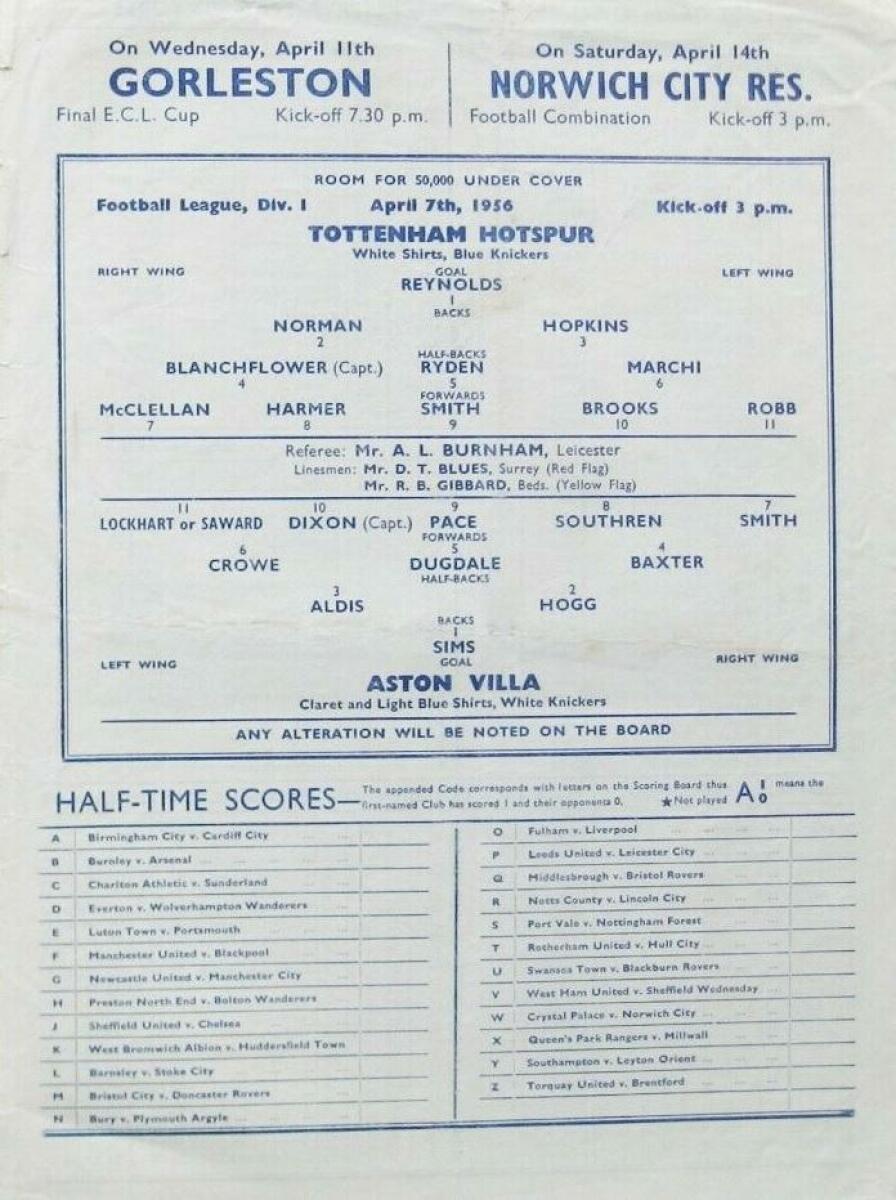 On Wednesday, April 11th
GORLESTON
Final E.C.L. Cup Kick-off 7.30 p.m.
On Saturday, April 14th
NORWICH CITY RES.
Football Combination Kick-off 3 p.m.
ROOM FOR 50,000 UNDER COVER
Football League, Div. I April 7th, 1956 Kick-off 3 p.m.
TOTTENHAM HOTSPUR
White Shirts, Blue Knickers
RIGHT WING GOAL LEFT WING
REYNOLDS
1
BACKS
NORMAN HOPKINS
2 3
HALF-BACKS
BLANCHFLOWER (Capt.) RYDEN MARCHI
4 5 6
FORWARDS
McCLELLAN HARMER SMITH BROOKS ROBB
7 8 9 10 11
Referee: Mr. A. L. BURNHAM, Leicester
Linesmen: Mr. D. T. BLUES, Surrey (Red Flag)
Mr. R. B. GIBBARD, Beds. (Yellow Flag)
11 10 9 8 7
LOCKHART or SAWARD DIXON (Capt.) PACE SOUTHREN SMITH
FORWARDS
6 5 4
CROWE DUGDALE BAXTER
HALF-BACKS
3 2
ALDIS HOGG
BACKS
1
SIMS
LEFT WING GOAL RIGHT WING
ASTON VILLA
Claret and Light Blue Shirts, White Knickers
ANY ALTERATION WILL BE NOTED ON THE BOARD
HALF-TIME SCORES—The appended Code corresponds with letters on the Scoring Board thus A 1 0 means the
first-named Club has scored 1 and their opponents 0. ★Not played
A Birmingham City v. Cardiff City
B Burnley v. Arsenal
C Charlton Athletic v. Sunderland
D Everton v. Wolverhampton Wanderers
E Luton Town v. Portsmouth
F Manchester United v. Blackpool
G Newcastle United v. Manchester City
H Preston North End v. Bolton Wanderers
J Sheffield United v. Chelsea
K West Bromwich Albion v. Huddersfield Town
L Barnsley v. Stoke City
M Bristol City v. Doncaster Rovers
N Bury v. Plymouth Argyle
O Fulham v. Liverpool
P Leeds United v. Leicester City
Q Middlesbrough v. Bristol Rovers
R Notts County v. Lincoln City
S Port Vale v. Nottingham Forest
T Rotherham United v. Hull City
U Swansea Town v. Blackburn Rovers
V West Ham United v. Sheffield Wednesday
W Crystal Palace v. Norwich City
X Queen's Park Rangers v. Millwall
Y Southampton v. Leyton Orient
Z Torquay United v. Brentford